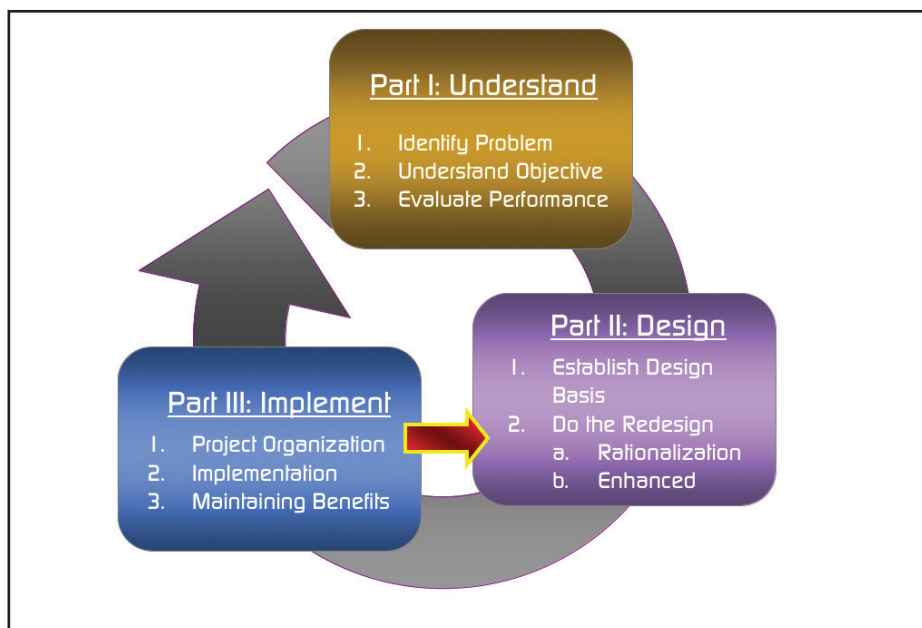 Part I: Understand
1. Identify Problem
2. Understand Objective
3. Evaluate Performance
Part II: Design
1. Establish Design
Basis
2. Do the Redesign
a. Rationalization
b. Enhanced
Part III: Implement
1. Project Organization
2. Implementation
3. Maintaining Benefits